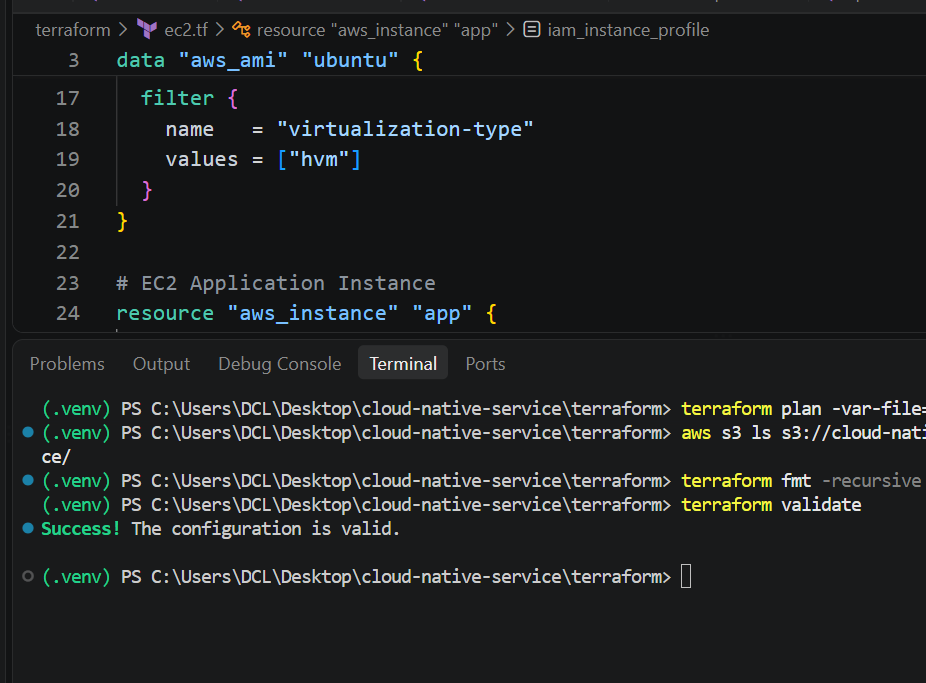 terraform > ec2.tf > resource "aws_instance" "app" > iam_instance_profile
3 data "aws_ami" "ubuntu" {
17 filter {
18 name   = "virtualization-type"
19 values = ["hvm"]
20 }
21 }
22
23 # EC2 Application Instance
24 resource "aws_instance" "app" {
Problems Output Debug Console Terminal Ports
(.venv) PS C:\Users\DCL\Desktop\cloud-native-service\terraform> terraform plan -var-file=
(.venv) PS C:\Users\DCL\Desktop\cloud-native-service\terraform> aws s3 ls s3://cloud-nati
ce/
(.venv) PS C:\Users\DCL\Desktop\cloud-native-service\terraform> terraform fmt -recursive
(.venv) PS C:\Users\DCL\Desktop\cloud-native-service\terraform> terraform validate
Success! The configuration is valid.
(.venv) PS C:\Users\DCL\Desktop\cloud-native-service\terraform>